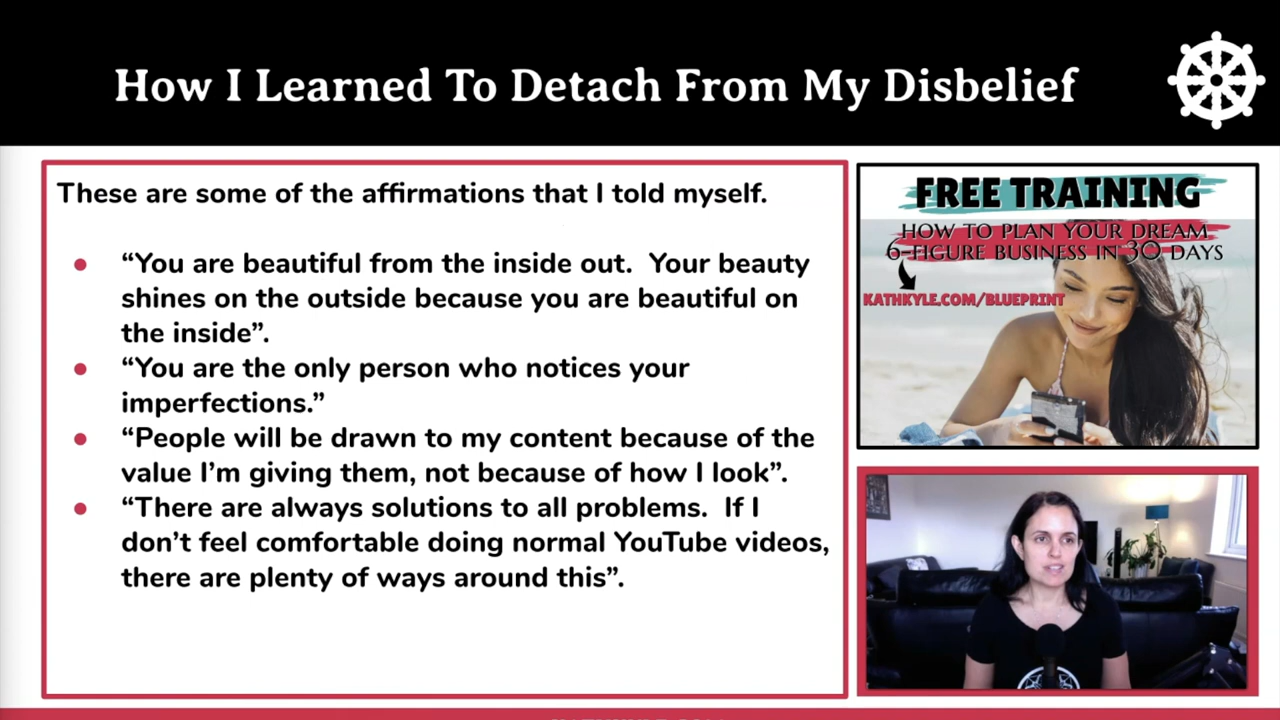 How I Learned To Detach From My Disbelief
These are some of the affirmations that I told myself.
“You are beautiful from the inside out.  Your beauty
shines on the outside because you are beautiful on
the inside”.
“You are the only person who notices your
imperfections.”
“People will be drawn to my content because of the
value I’m giving them, not because of how I look”.
“There are always solutions to all problems.  If I
don’t feel comfortable doing normal YouTube videos,
there are plenty of ways around this”.
FREE TRAINING
HOW TO PLAN YOUR DREAM
6-FIGURE BUSINESS IN 30 DAYS
KATHKYLE.COM/BLUEPRINT